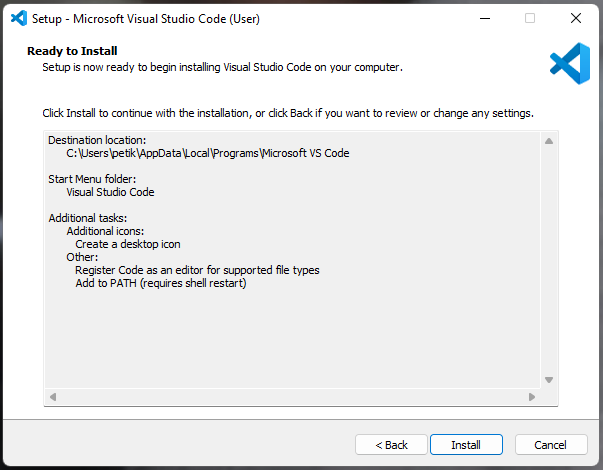 Setup - Microsoft Visual Studio Code (User)
Ready to Install
Setup is now ready to begin installing Visual Studio Code on your computer.
Click Install to continue with the installation, or click Back if you want to review or change any settings.
Destination location:
C:\Users\petik\AppData\Local\Programs\Microsoft VS Code
Start Menu folder:
Visual Studio Code
Additional tasks:
Additional icons:
Create a desktop icon
Other:
Register Code as an editor for supported file types
Add to PATH (requires shell restart)
< Back
Install
Cancel